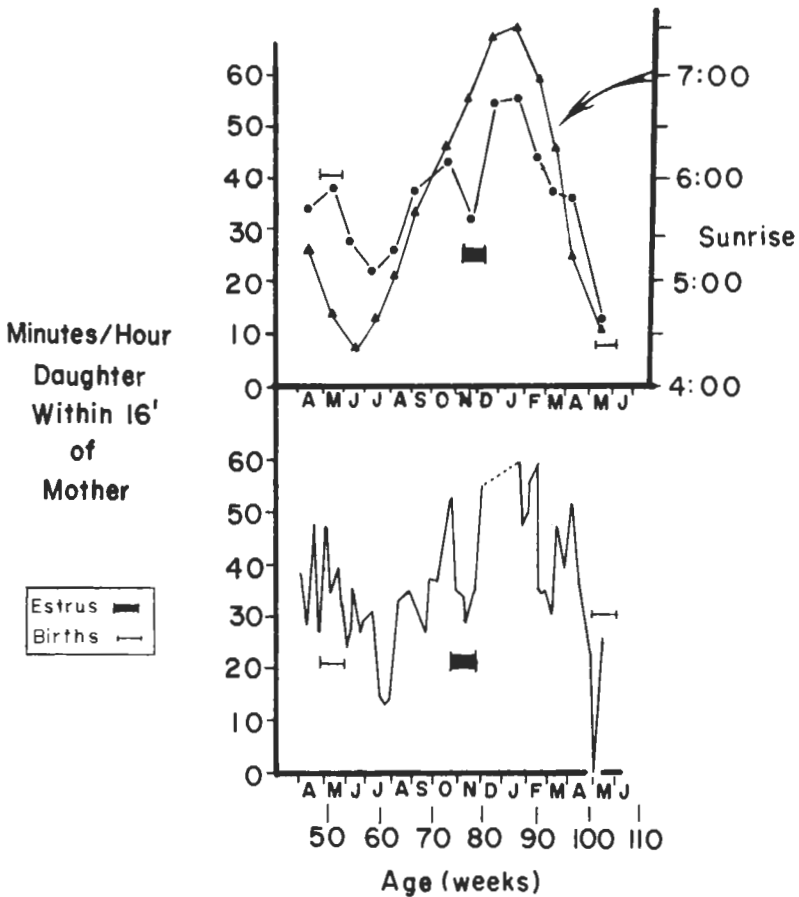 60
50
40
30
20
10
0
7:00
6:00
Sunrise
5:00
4:00
A M J J A S O N D J F M A M J
Minutes/Hour
Daughter
Within 16'
of
Mother
60
50
40
30
20
10
0
Estrus
Births
A M J J A S O N D J F M A M J
50 60 70 80 90 100 110
Age (weeks)